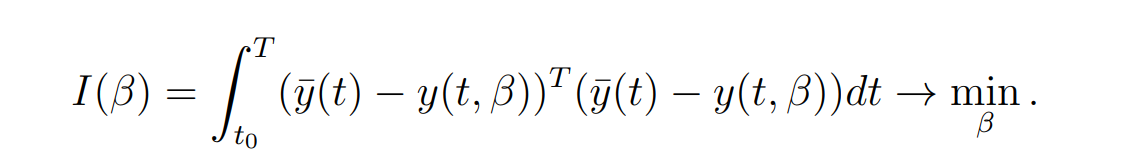 I(β) = ∫_{t_0}^{T} (ȳ(t) − y(t, β))^T (ȳ(t) − y(t, β))dt → min_β .